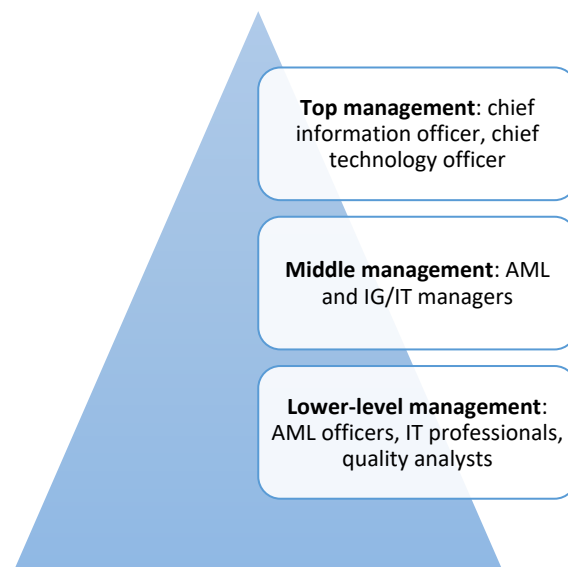 Top management: chief
information officer, chief
technology officer
Middle management: AML
and IG/IT managers
Lower-level management:
AML officers, IT professionals,
quality analysts